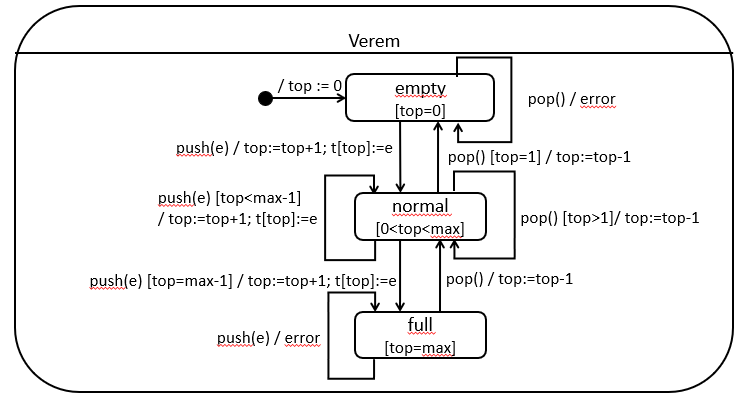 Verem
/ top := 0
empty
[top=0]
pop() / error
push(e) / top:=top+1; t[top]:=e
pop() [top=1] / top:=top-1
push(e) [top<max-1]
/ top:=top+1; t[top]:=e
normal
[0<top<max]
pop() [top>1]/ top:=top-1
push(e) [top=max-1] / top:=top+1; t[top]:=e
pop() / top:=top-1
full
[top=max]
push(e) / error